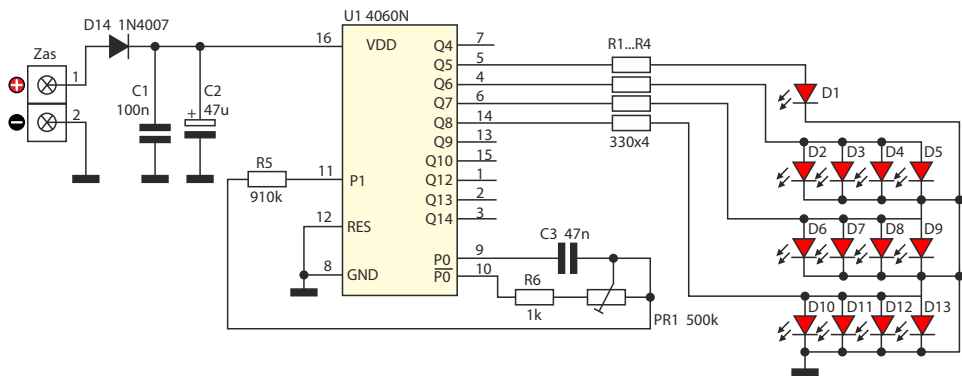 U1 4060N
D14 1N4007
Zas
+
1
−
2
C1
100n
C2
47u
+
16
VDD
Q4
7
Q5
5
Q6
4
Q7
6
Q8
14
Q9
13
Q10
15
Q12
1
Q13
2
Q14
3
R5
910k
11
P1
12
RES
8
GND
P0
9
P0
10
C3 47n
R6
1k
PR1 500k
R1...R4
330x4
D1
D2
D3
D4
D5
D6
D7
D8
D9
D10
D11
D12
D13